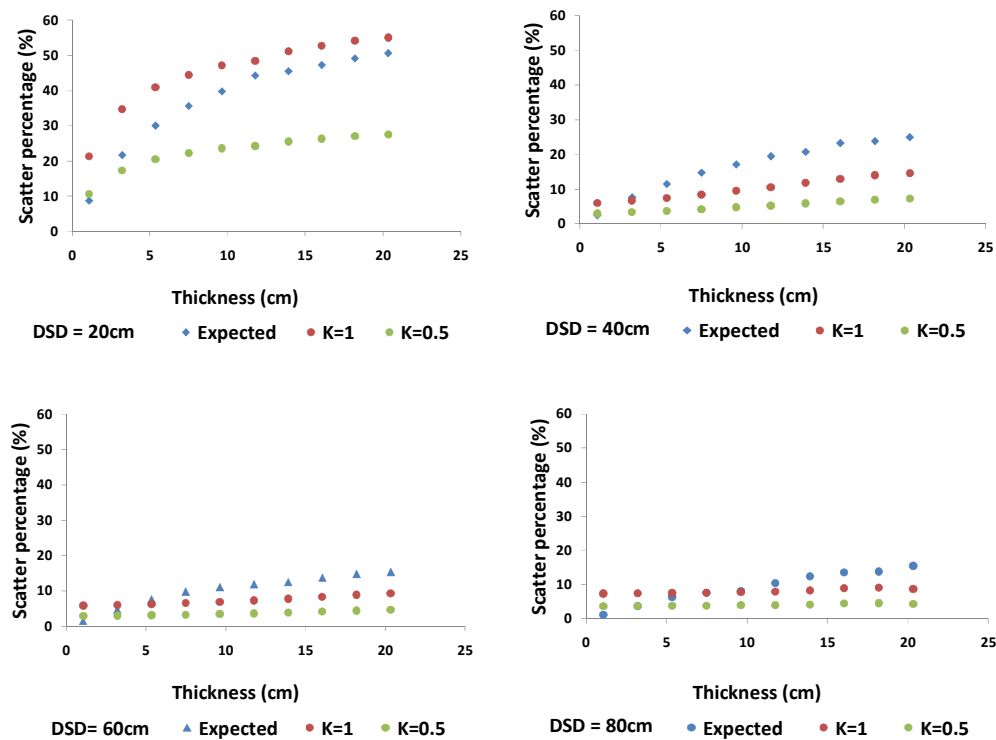 Scatter percentage (%)
60
50
40
30
20
10
0
0 5 10 15 20 25
Thickness (cm)
DSD = 20cm Expected K=1 K=0.5
Scatter percentage (%)
60
50
40
30
20
10
0
0 5 10 15 20 25
Thickness (cm)
DSD = 40cm Expected K=1 K=0.5
Scatter percentage (%)
60
50
40
30
20
10
0
0 5 10 15 20 25
Thickness (cm)
DSD= 60cm Expected K=1 K=0.5
Scatter percentage (%)
60
50
40
30
20
10
0
0 5 10 15 20 25
Thickness (cm)
DSD = 80cm Expected K=1 K=0.5